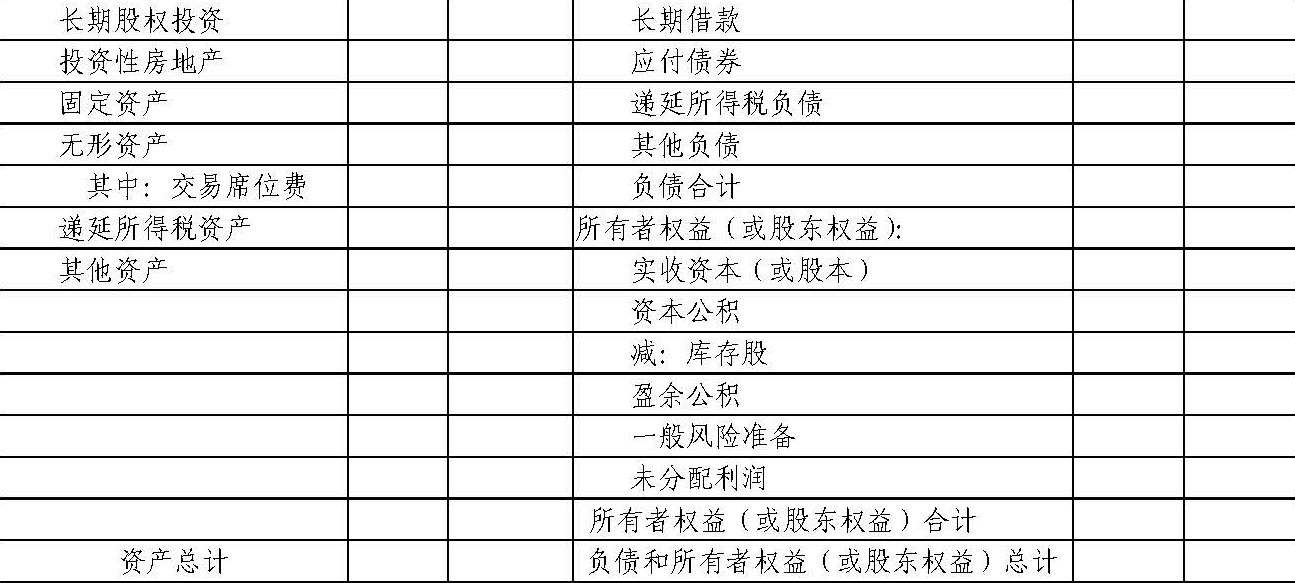 长期股权投资 长期借款
投资性房地产 应付债券
固定资产 递延所得税负债
无形资产 其他负债
其中：交易席位费 负债合计
递延所得税资产 所有者权益（或股东权益）：
其他资产 实收资本（或股本）
资本公积
减：库存股
盈余公积
一般风险准备
未分配利润
所有者权益（或股东权益）合计
资产总计 负债和所有者权益（或股东权益）总计